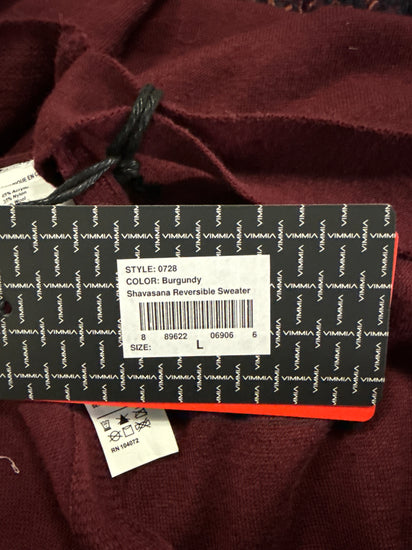 STYLE: 0728
COLOR: Burgundy
Shavasana Reversible Sweater
8 89622 06906 6
SIZE: L
VIMMIA
RN 104072